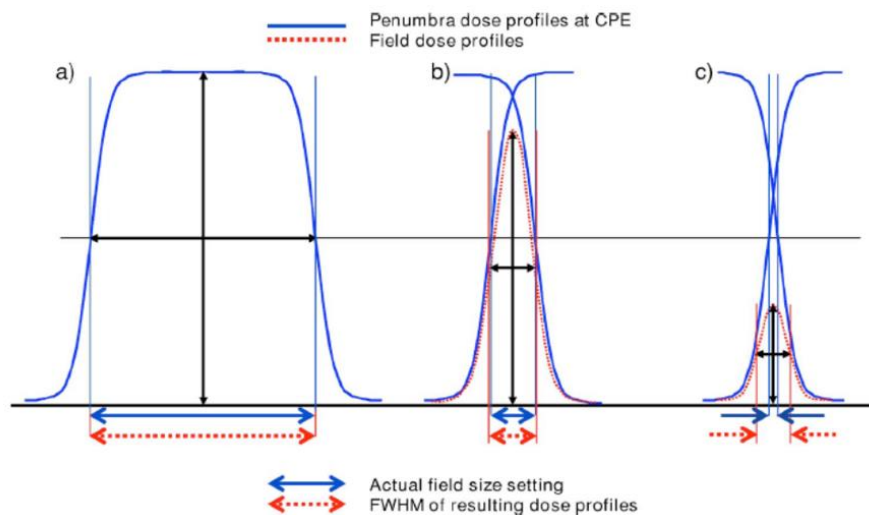 Penumbra dose profiles at CPE
Field dose profiles
a)
b)
c)
Actual field size setting
FWHM of resulting dose profiles